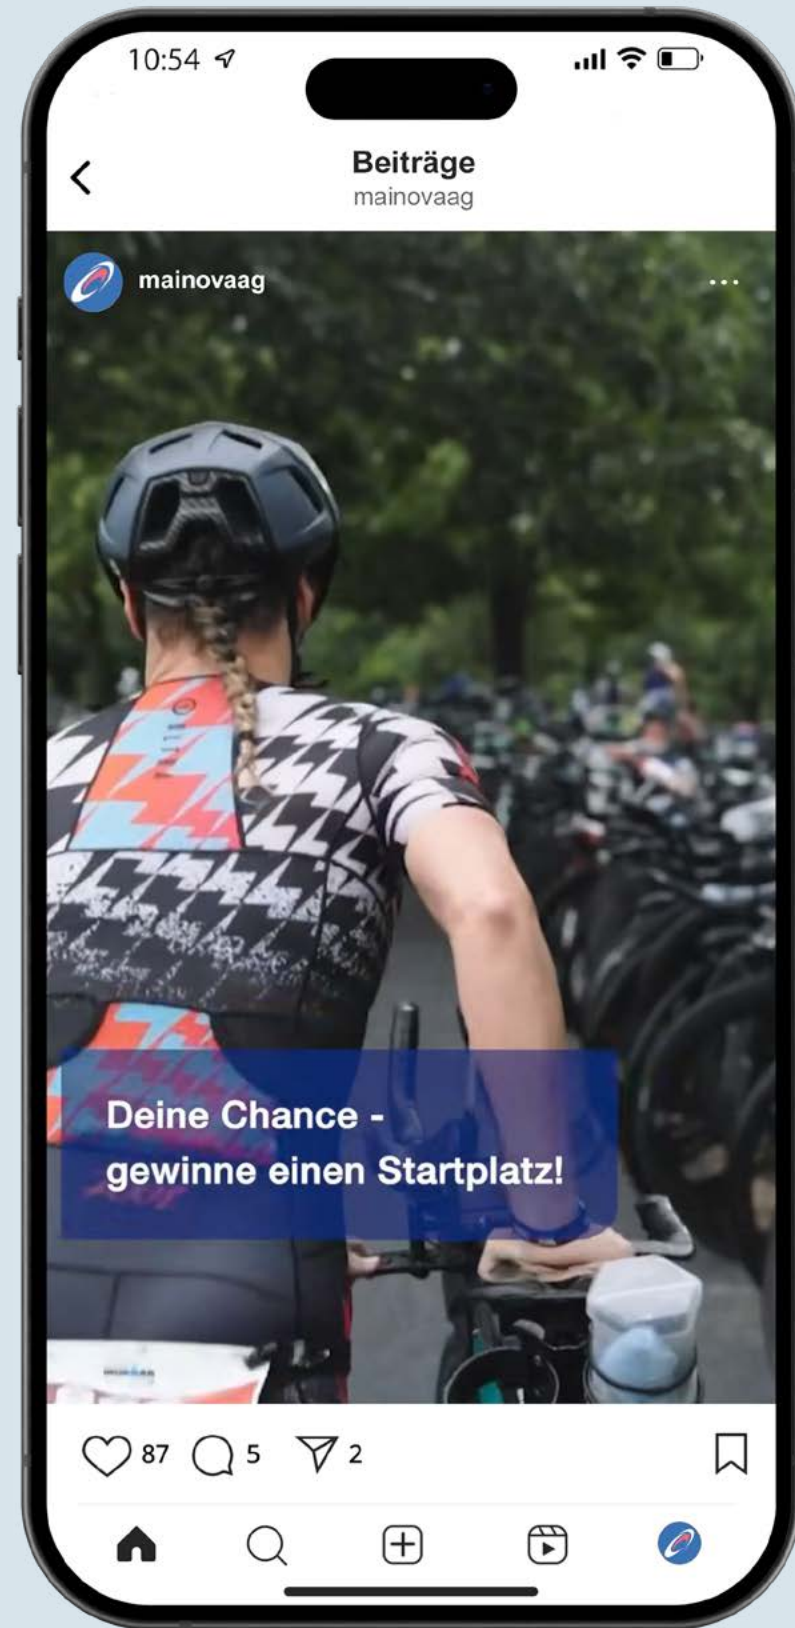 10:54
Beiträge
mainovaag
mainovaag
Deine Chance -
gewinne einen Startplatz!
87 5 2